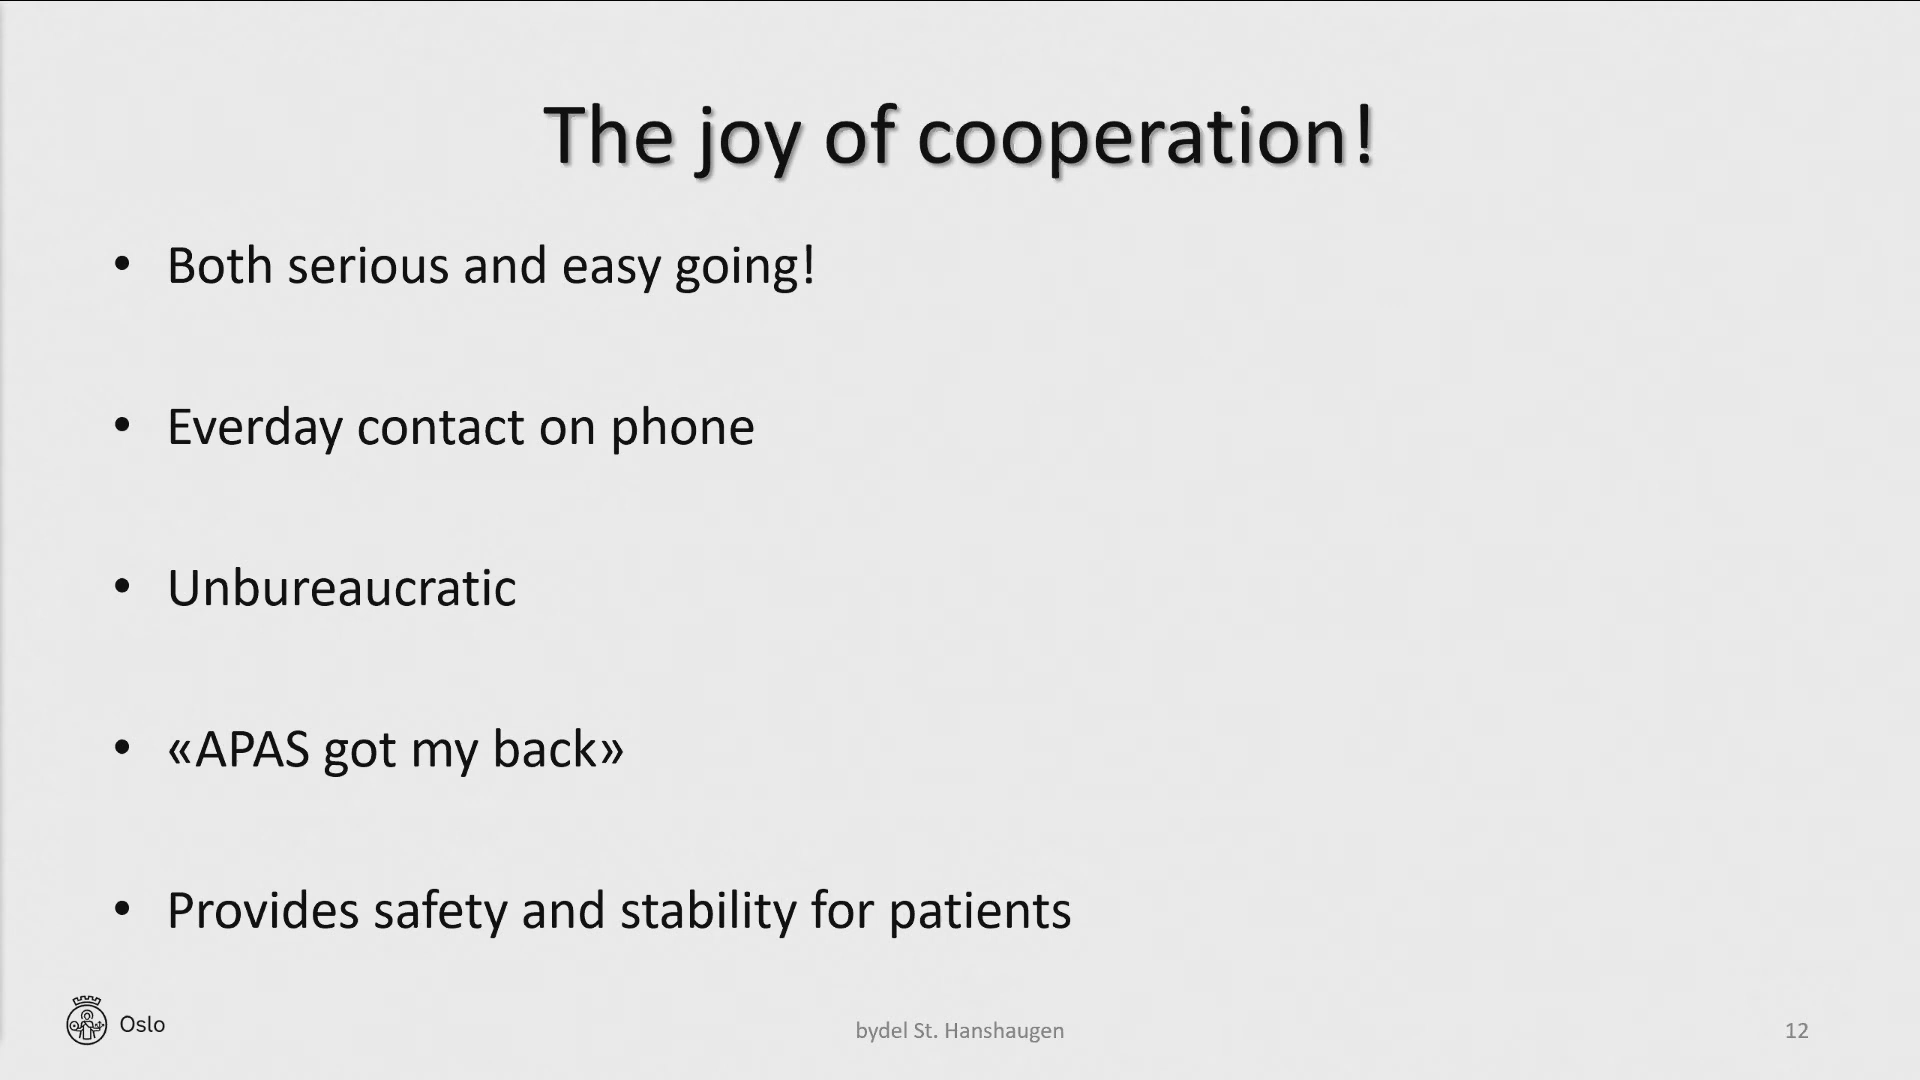 The joy of cooperation!
• Both serious and easy going!
• Everday contact on phone
• Unbureaucratic
• «APAS got my back»
• Provides safety and stability for patients
Oslo
bydel St. Hanshaugen
12